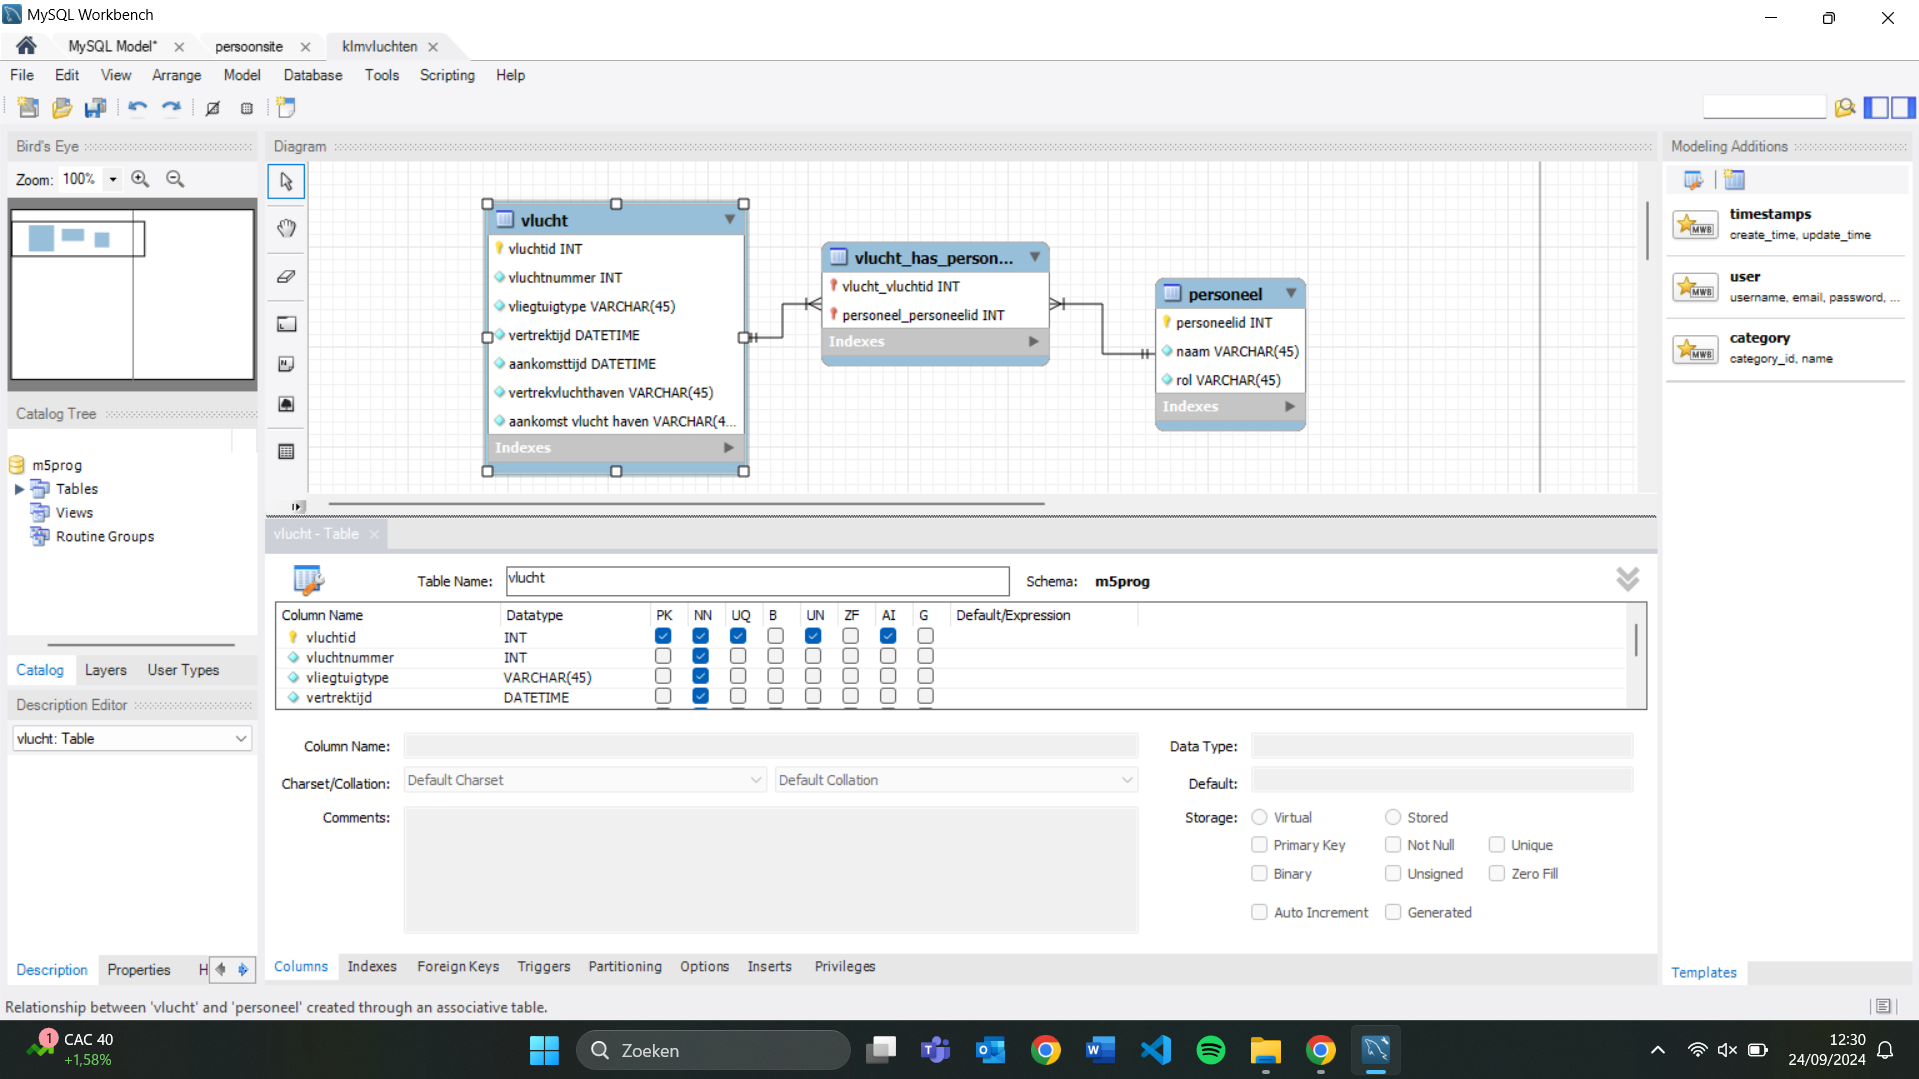 MySQL Workbench
MySQL Model*
persoonsite
klmvluchten
File Edit View Arrange Model Database Tools Scripting Help
Bird's Eye
Zoom: 100%
Diagram
Modeling Additions
vlucht
vluchtid INT
vluchtnummer INT
vliegtuigtype VARCHAR(45)
vertrektijd DATETIME
aankomsttijd DATETIME
vertrekvluchthaven VARCHAR(45)
aankomst vlucht haven VARCHAR(4...
Indexes
vlucht_has_person...
vlucht_vluchtid INT
personeel_personeelid INT
Indexes
personeel
personeelid INT
naam VARCHAR(45)
rol VARCHAR(45)
Indexes
timestamps
create_time, update_time
user
username, email, password, ...
category
category_id, name
Catalog Tree
m5prog
Tables
Views
Routine Groups
Catalog Layers User Types
Description Editor
vlucht: Table
Description Properties H
vlucht - Table
Table Name: vlucht Schema: m5prog
Column Name Datatype PK NN UQ B UN ZF AI G Default/Expression
vluchtid INT
vluchtnummer INT
vliegtuigtype VARCHAR(45)
vertrektijd DATETIME
Column Name: Data Type:
Charset/Collation: Default Charset Default Collation Default:
Comments: Storage: Virtual Stored
Primary Key Not Null Unique
Binary Unsigned Zero Fill
Auto Increment Generated
Columns Indexes Foreign Keys Triggers Partitioning Options Inserts Privileges
Templates
Relationship between 'vlucht' and 'personeel' created through an associative table.
1
CAC 40
+1,58%
Zoeken
12:30
24/09/2024